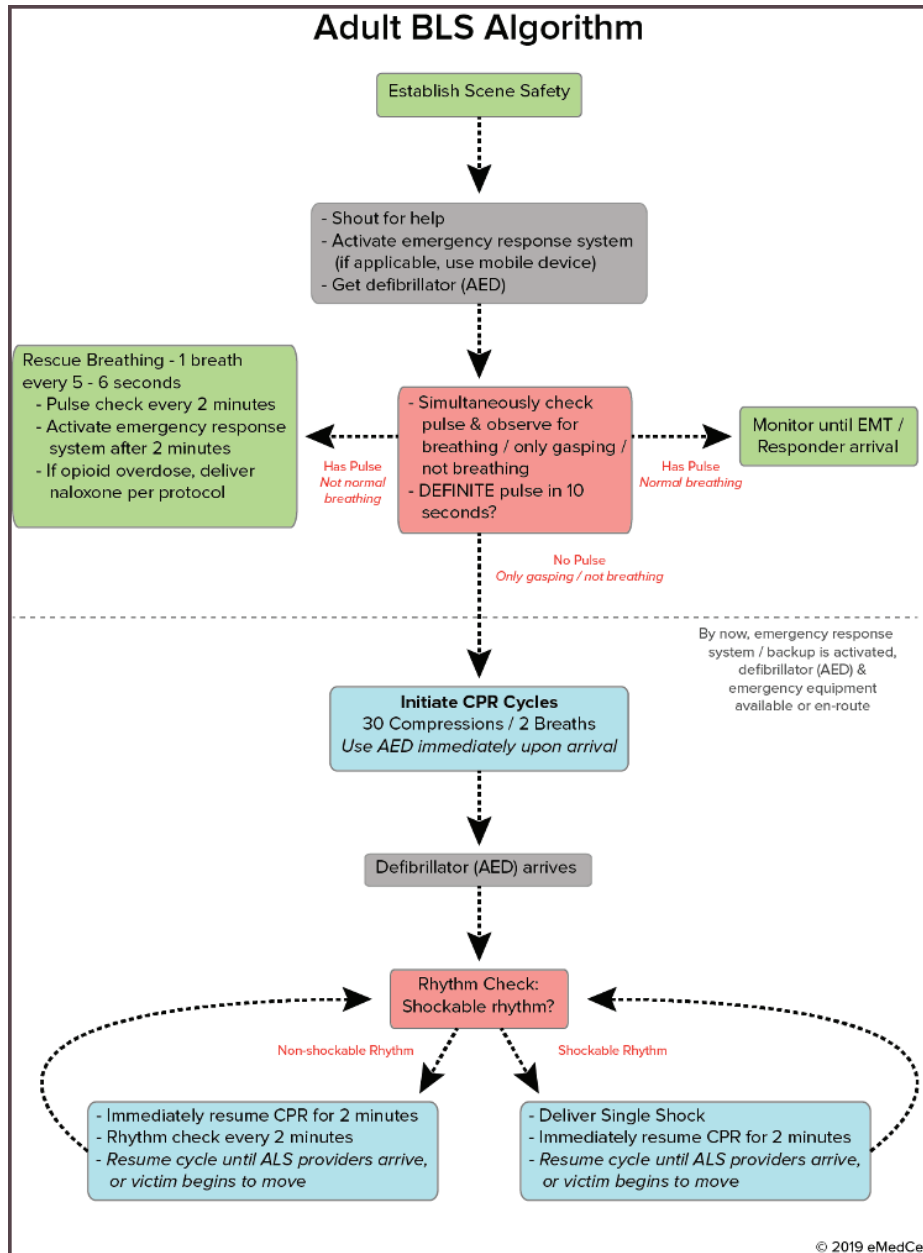 Adult BLS Algorithm
Establish Scene Safety
- Shout for help
- Activate emergency response system
(if applicable, use mobile device)
- Get defibrillator (AED)
Rescue Breathing - 1 breath
every 5 - 6 seconds
- Pulse check every 2 minutes
- Activate emergency response
system after 2 minutes
- If opioid overdose, deliver
naloxone per protocol
Has Pulse
Not normal
breathing
- Simultaneously check
pulse & observe for
breathing / only gasping /
not breathing
- DEFINITE pulse in 10
seconds?
Has Pulse
Normal breathing
Monitor until EMT /
Responder arrival
No Pulse
Only gasping / not breathing
By now, emergency response
system / backup is activated,
defibrillator (AED) &
emergency equipment
available or en-route
Initiate CPR Cycles
30 Compressions / 2 Breaths
Use AED immediately upon arrival
Defibrillator (AED) arrives
Rhythm Check:
Shockable rhythm?
Non-shockable Rhythm
Shockable Rhythm
- Immediately resume CPR for 2 minutes
- Rhythm check every 2 minutes
- Resume cycle until ALS providers arrive,
or victim begins to move
- Deliver Single Shock
- Immediately resume CPR for 2 minutes
- Resume cycle until ALS providers arrive,
or victim begins to move
© 2019 eMedCe